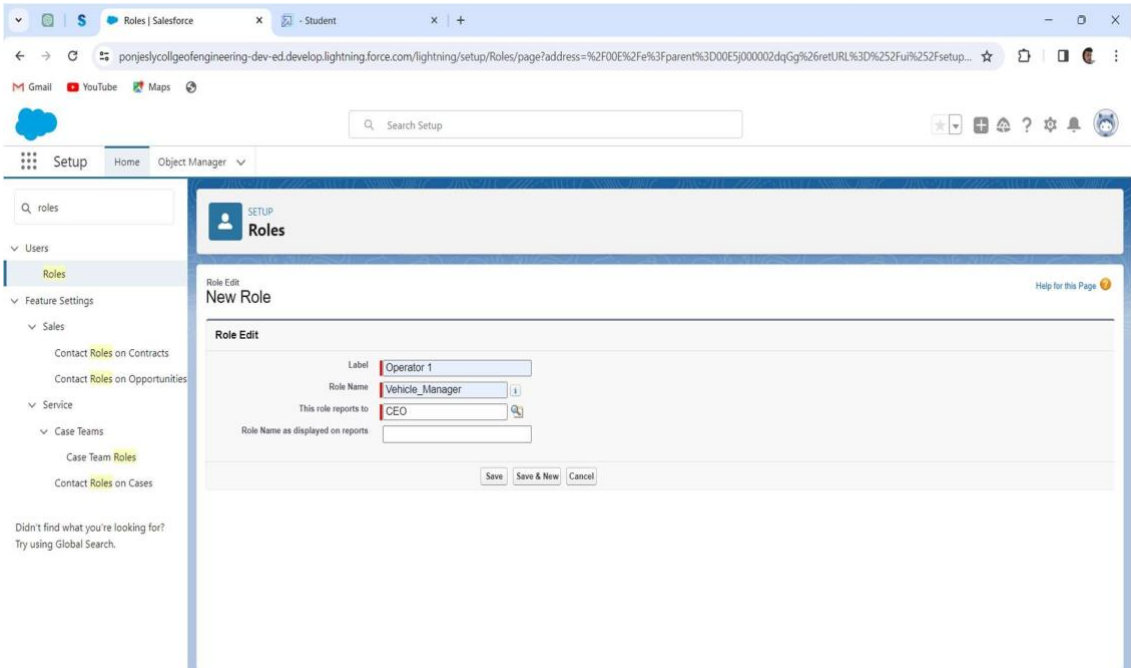 Roles | Salesforce
- Student
ponjeslycollgeofengineering-dev-ed.develop.lightning.force.com/lightning/setup/Roles/page?address=%2F00E%2Fe%3Fparent%3D00E5j000002dqGg%26retURL%3D%252Fui%252Fsetup...
Gmail YouTube Maps
Search Setup
Setup Home Object Manager
roles
SETUP
Roles
Users
Roles
Feature Settings
Sales
Contact Roles on Contracts
Contact Roles on Opportunities
Service
Case Teams
Case Team Roles
Contact Roles on Cases
Didn't find what you're looking for?
Try using Global Search.
Role Edit
New Role
Help for this Page
Role Edit
Label Operator 1
Role Name Vehicle_Manager
This role reports to CEO
Role Name as displayed on reports
Save Save & New Cancel